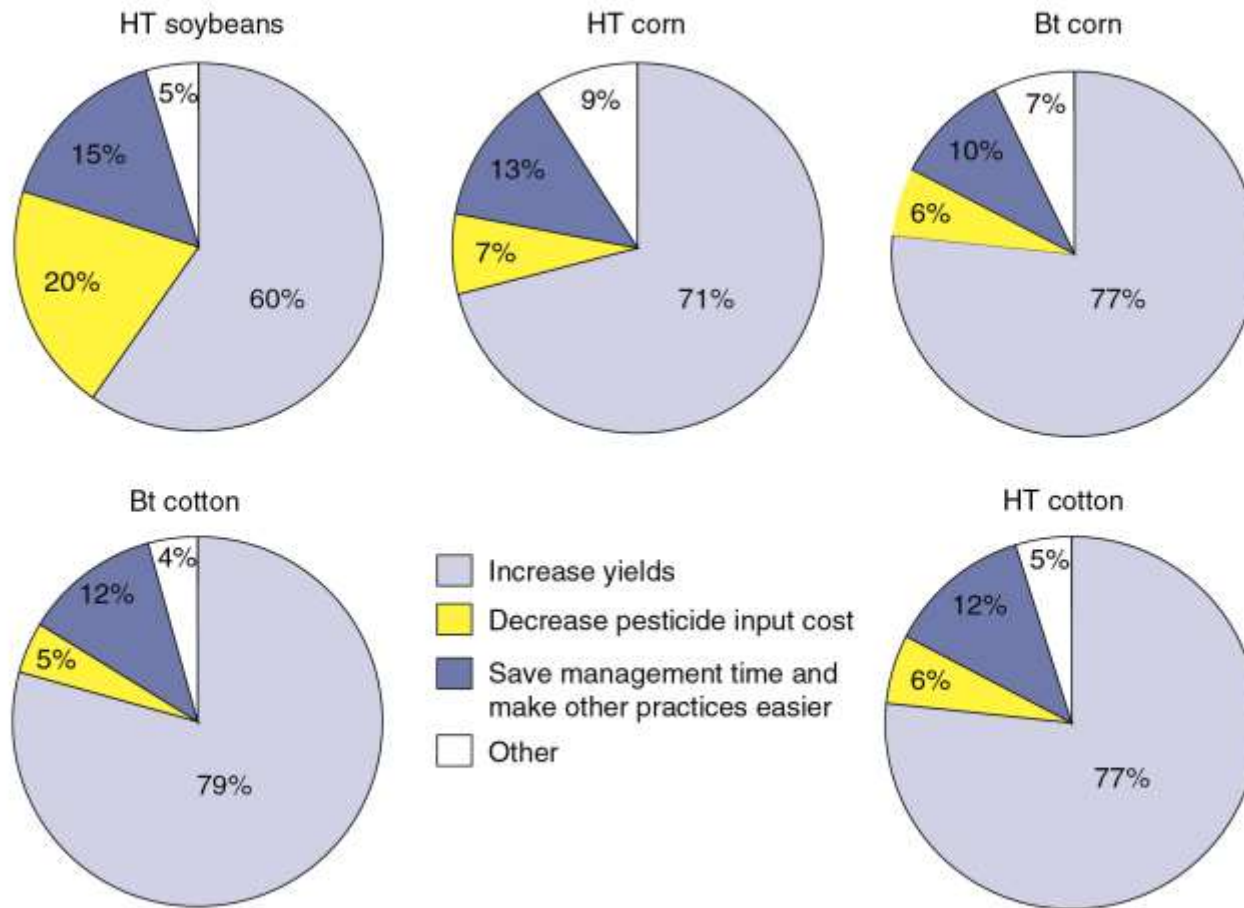 HT soybeans
5%
15%
20%
60%
HT corn
9%
13%
7%
71%
Bt corn
7%
10%
6%
77%
Bt cotton
4%
12%
5%
79%
Increase yields
Decrease pesticide input cost
Save management time and
make other practices easier
Other
HT cotton
5%
12%
6%
77%